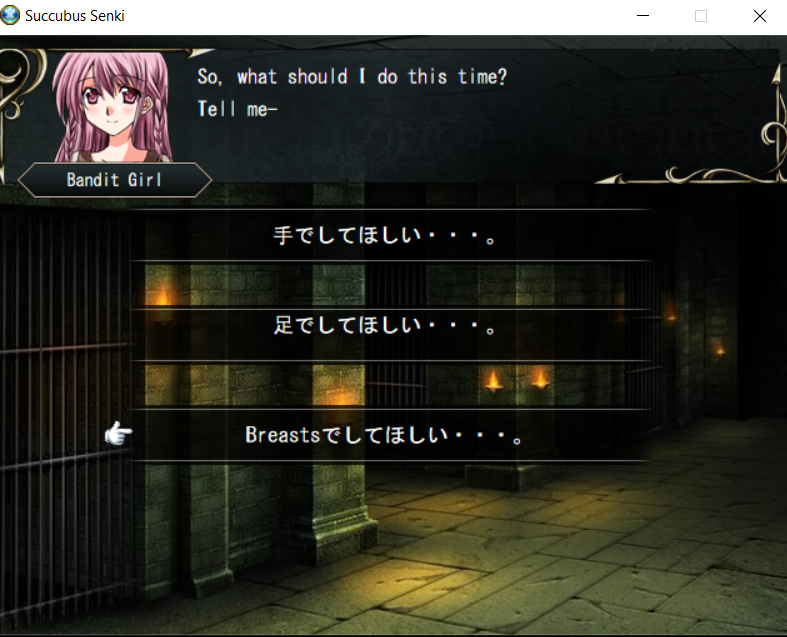 Succubus Senki
So, what should I do this time?
Tell me—
Bandit Girl
手でしてほしい・・・。
足でしてほしい・・・。
Breastsでしてほしい・・・。